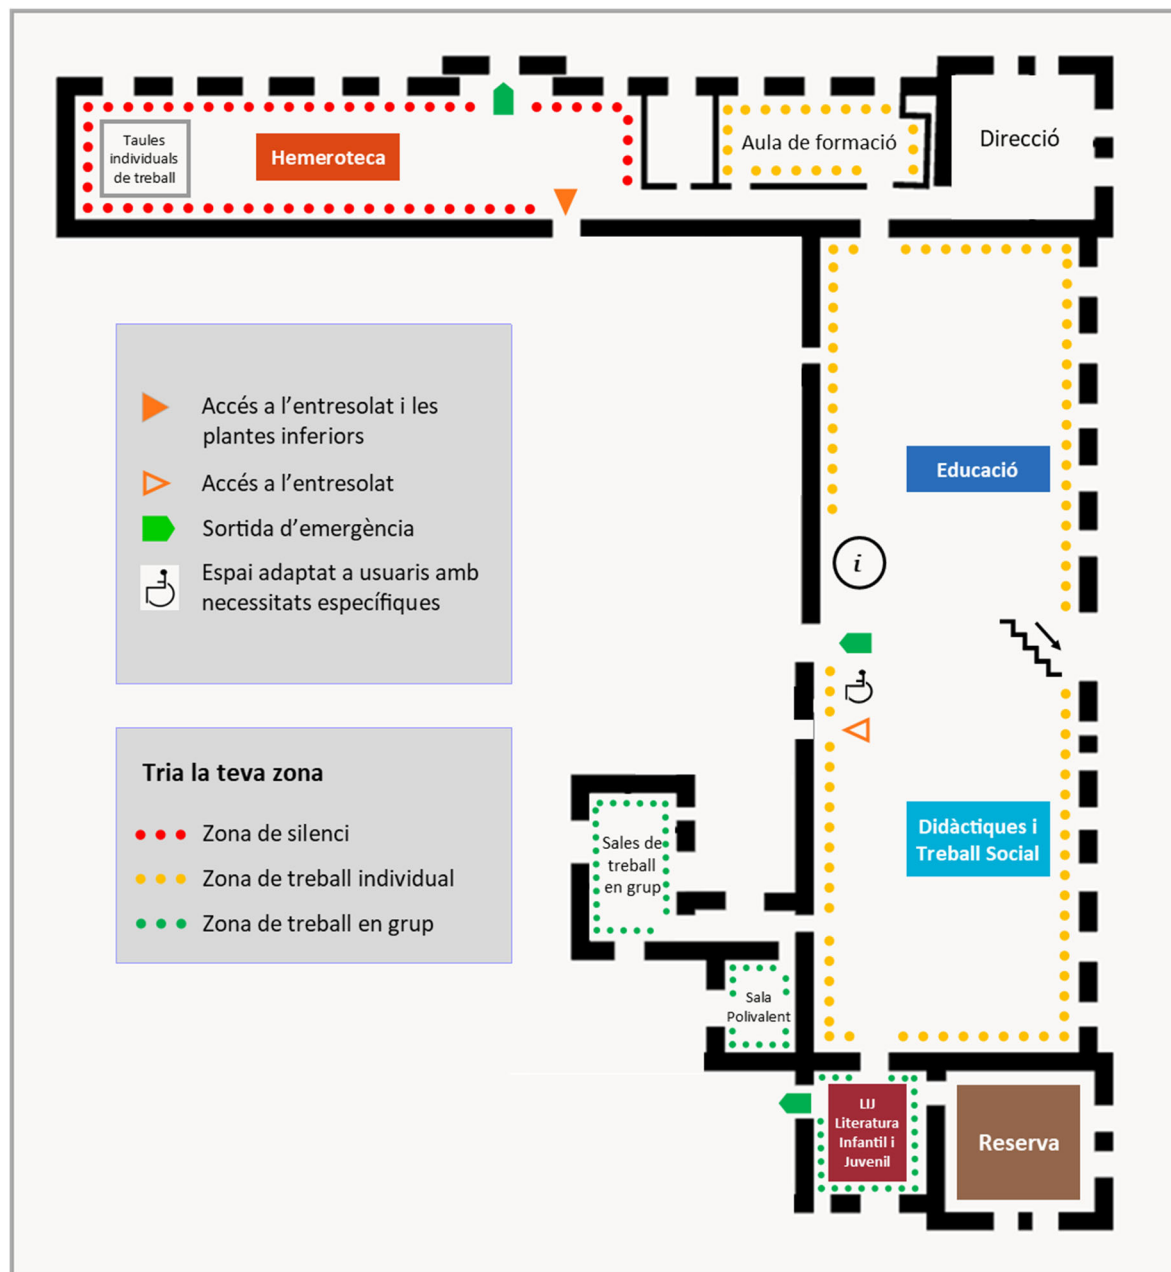 Taules
individuals
de treball
Hemeroteca
Aula de formació
Direcció
Accés a l’entresolat i les
plantes inferiors
Accés a l’entresolat
Sortida d’emergència
Espai adaptat a usuaris amb
necessitats específiques
Educació
i
Tria la teva zona
Zona de silenci
Zona de treball individual
Zona de treball en grup
Sales de
treball
en grup
Didàctiques i
Treball Social
Sala
Polivalent
LIJ
Literatura
Infantil i
Juvenil
Reserva